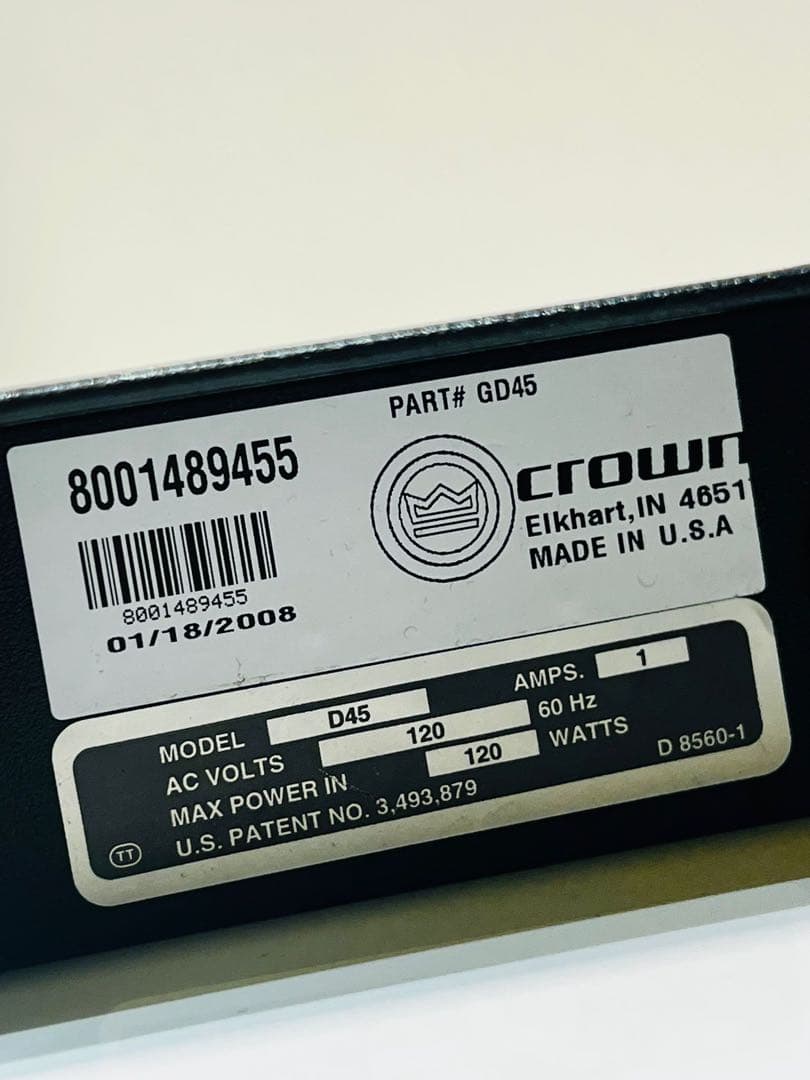 PART# GD45
8001489455
crown
Elkhart, IN 4651
MADE IN U.S.A
8001489455
01/18/2008
MODEL D45 AMPS. 1
AC VOLTS 120 60 Hz
MAX POWER IN 120 WATTS
U.S. PATENT NO. 3,493,879 D 8560-1
TT